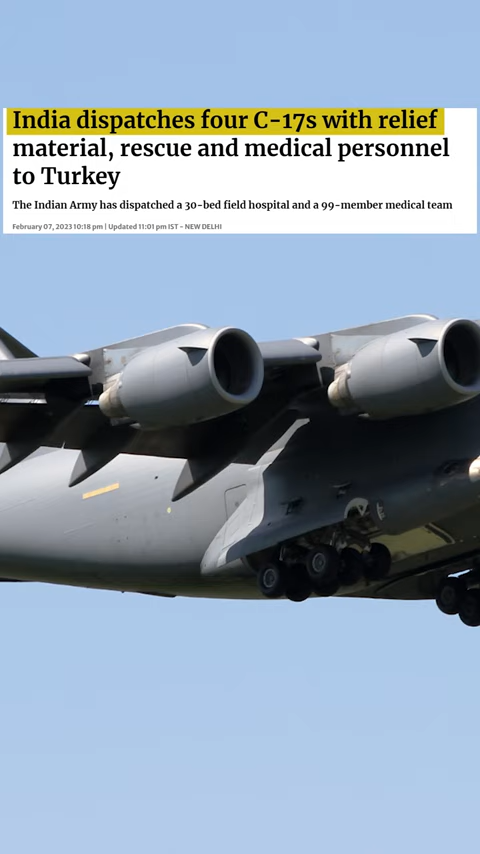 India dispatches four C-17s with relief
material, rescue and medical personnel
to Turkey
The Indian Army has dispatched a 30-bed field hospital and a 99-member medical team
February 07, 2023 10:18 pm | Updated 11:01 pm IST - NEW DELHI